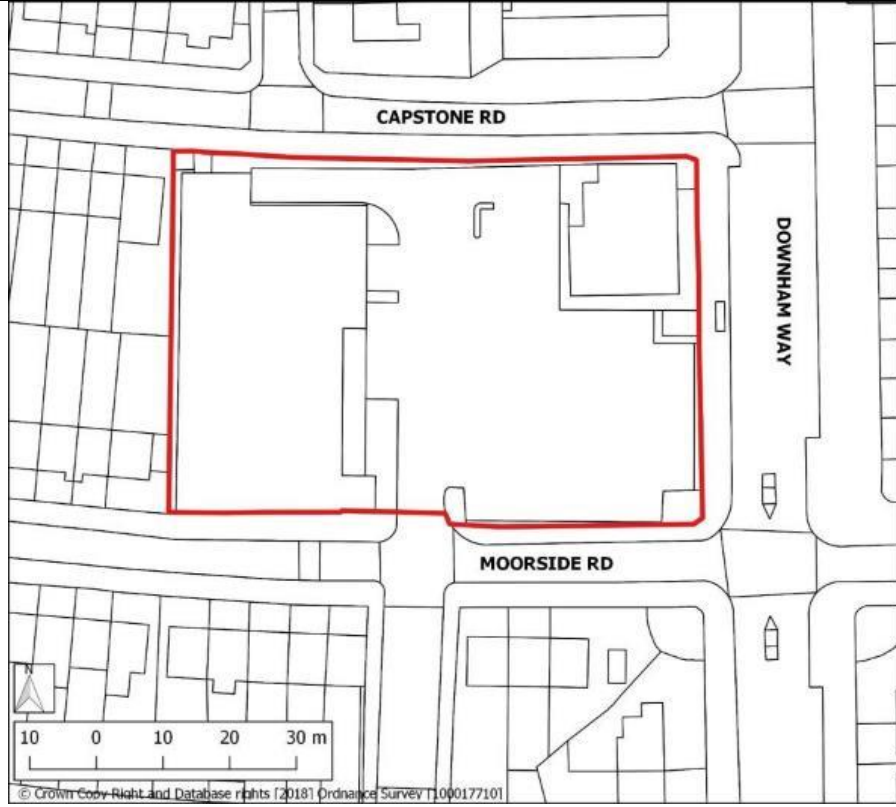 CAPSTONE RD
DOWNHAM WAY
MOORSIDE RD
N
10 0 10 20 30 m
© Crown Copy Right and Database rights [2018] Ordnance Survey [100017710]